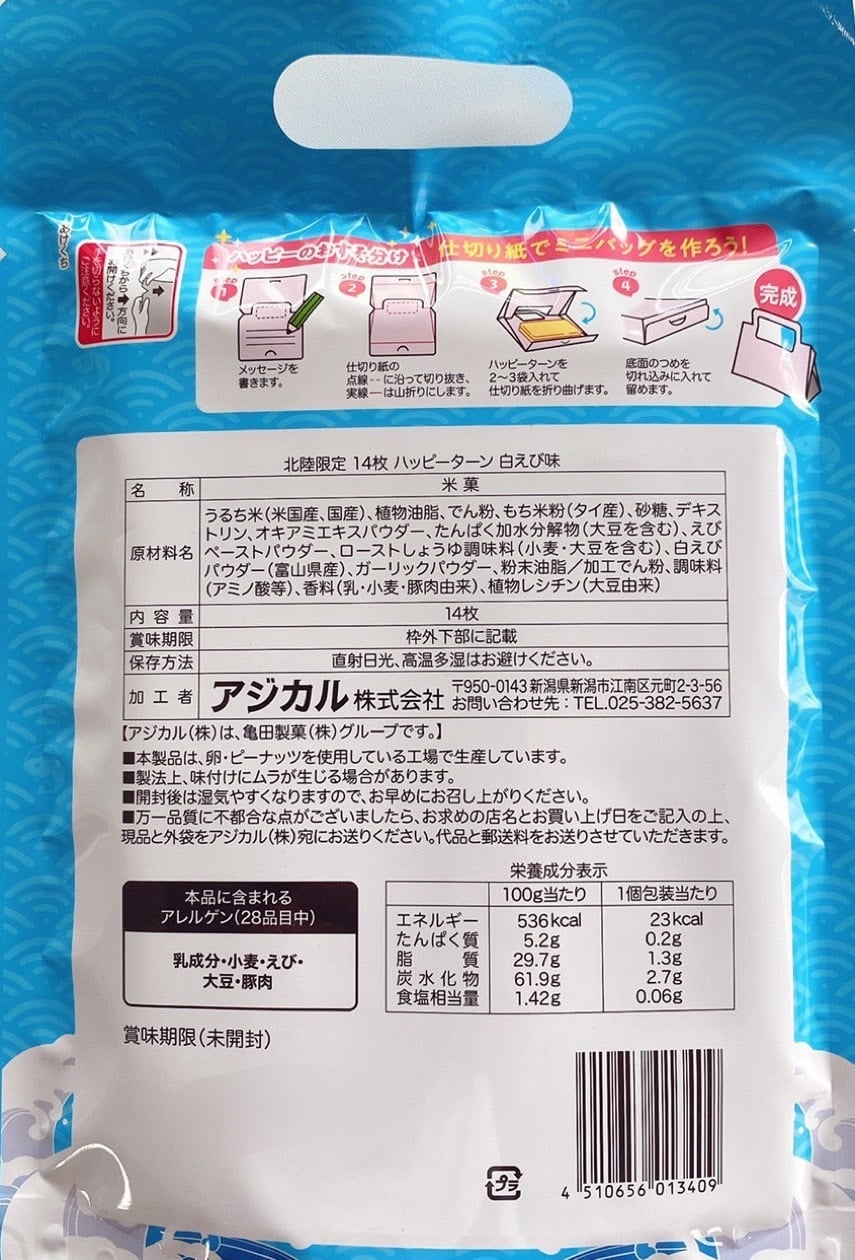 あけくち
こちらから➡方向に
お開けください。
手を切らないように
ご注意ください。
ハッピーのおすそ分け 仕切り紙でミニバッグを作ろう！
step 1
メッセージを
書きます。
step 2
仕切り紙の
点線---に沿って切り抜き、
実線―は山折りにします。
step 3
ハッピーターンを
2〜3袋入れて
仕切り紙を折り曲げます。
step 4
底面のつめを
切れ込みに入れて
留めます。
完成
北陸限定 14枚 ハッピーターン 白えび味
名称 米菓
原材料名 うるち米（米国産、国産）、植物油脂、でん粉、もち米粉（タイ産）、砂糖、デキス
トリン、オキアミエキスパウダー、たんぱく加水分解物（大豆を含む）、えび
ペーストパウダー、ローストしょうゆ調味料（小麦・大豆を含む）、白えび
パウダー（富山県産）、ガーリックパウダー、粉末油脂／加工でん粉、調味料
（アミノ酸等）、香料（乳・小麦・豚肉由来）、植物レシチン（大豆由来）
内容量 14枚
賞味期限 枠外下部に記載
保存方法 直射日光、高温多湿はお避けください。
加工者 アジカル株式会社 〒950-0143 新潟県新潟市江南区元町2-3-56
お問い合わせ先：TEL.025-382-5637
【アジカル（株）は、亀田製菓（株）グループです。】
■本製品は、卵・ピーナッツを使用している工場で生産しています。
■製法上、味付けにムラが生じる場合があります。
■開封後は湿気やすくなりますので、お早めにお召し上がりください。
■万一品質に不都合な点がございましたら、お求めの店名とお買い上げ日をご記入の上、
現品と外袋をアジカル（株）宛にお送りください。代品と郵送料をお送りさせていただきます。
本品に含まれる
アレルゲン（28品目中）
乳成分・小麦・えび・
大豆・豚肉
栄養成分表示
100g当たり 1個包装当たり
エネルギー 536kcal 23kcal
たんぱく質 5.2g 0.2g
脂質 29.7g 1.3g
炭水化物 61.9g 2.7g
食塩相当量 1.42g 0.06g
賞味期限（未開封）
プラ
4 510656 013409